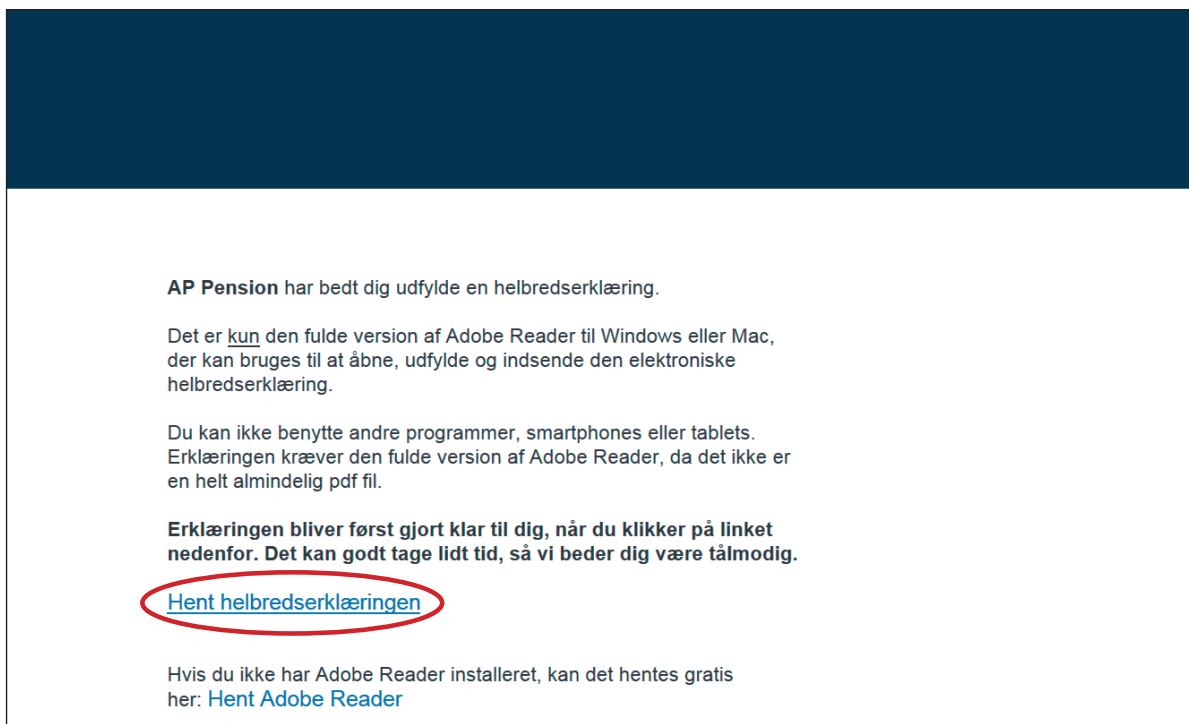 AP Pension har bedt dig udfylde en helbredserklæring.
Det er kun den fulde version af Adobe Reader til Windows eller Mac,
der kan bruges til at åbne, udfylde og indsende den elektroniske
helbredserklæring.
Du kan ikke benytte andre programmer, smartphones eller tablets.
Erklæringen kræver den fulde version af Adobe Reader, da det ikke er
en helt almindelig pdf fil.
Erklæringen bliver først gjort klar til dig, når du klikker på linket
nedenfor. Det kan godt tage lidt tid, så vi beder dig være tålmodig.
Hent helbredserklæringen
Hvis du ikke har Adobe Reader installeret, kan det hentes gratis
her: Hent Adobe Reader